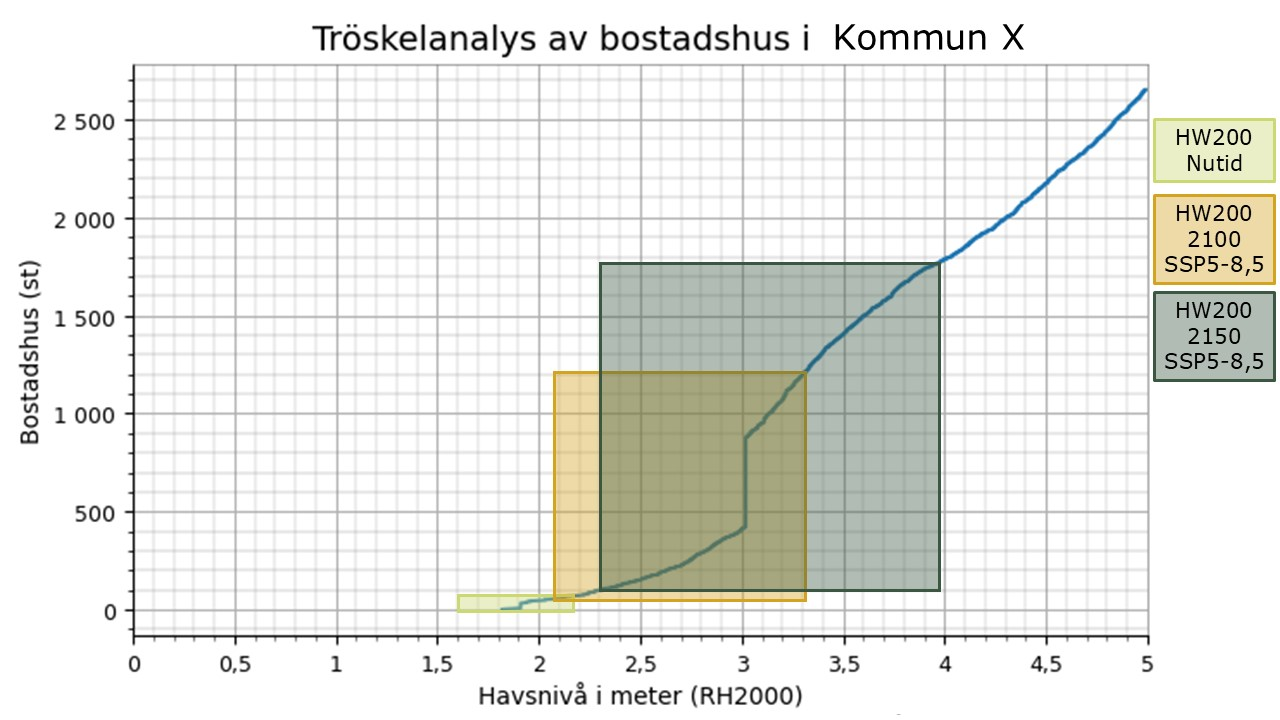 Tröskelanalys av bostadshus i Kommun X
Bostadshus (st)
2 500
2 000
1 500
1 000
500
0
0 0,5 1 1,5 2 2,5 3 3,5 4 4,5 5
Havsnivå i meter (RH2000)
HW200
Nutid
HW200
2100
SSP5-8,5
HW200
2150
SSP5-8,5